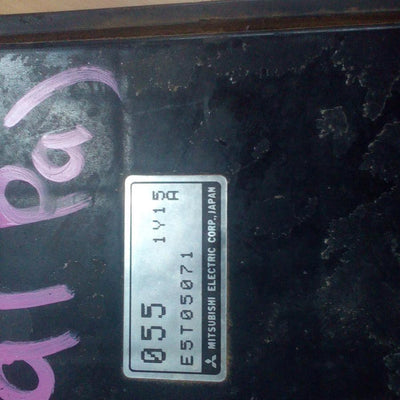 055 1Y15
A
E5T05071
MITSUBISHI ELECTRIC CORP., JAPAN